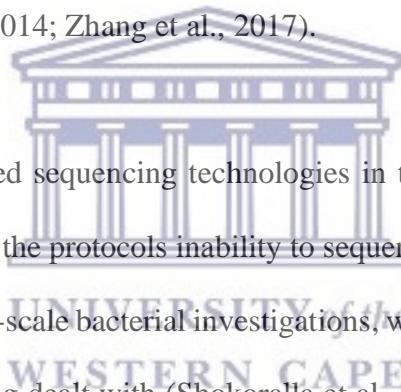 014; Zhang et al., 2017).
ed sequencing technologies in t
the protocols inability to sequen
-scale bacterial investigations, w
UNIVERSITY of the
g dealt with (Shokoralla et al.
WESTERN CAPE